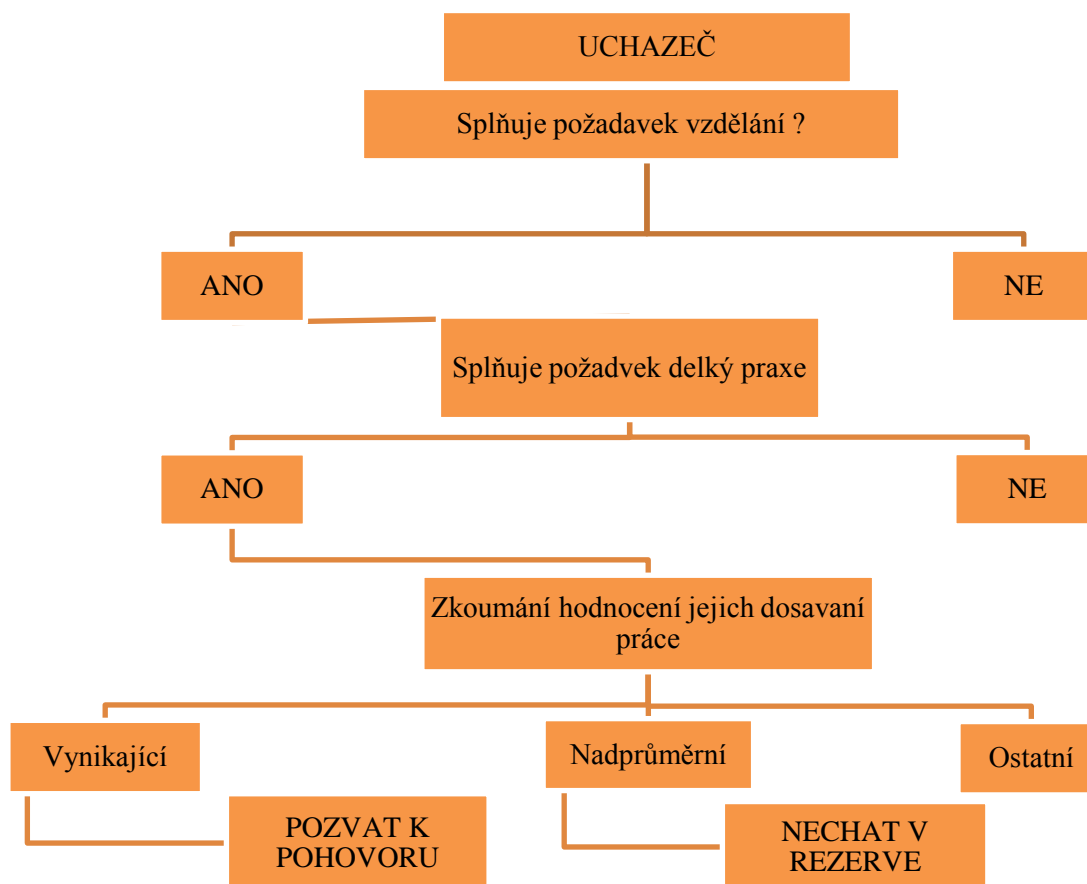 UCHAZEČ
Splňuje požadavek vzdělání ?
ANO
NE
Splňuje požadvek delký praxe
ANO
NE
Zkoumání hodnocení jejich dosavaní
práce
Vynikající
Nadprůměrní
Ostatní
POZVAT K
POHOVORU
NECHAT V
REZERVE